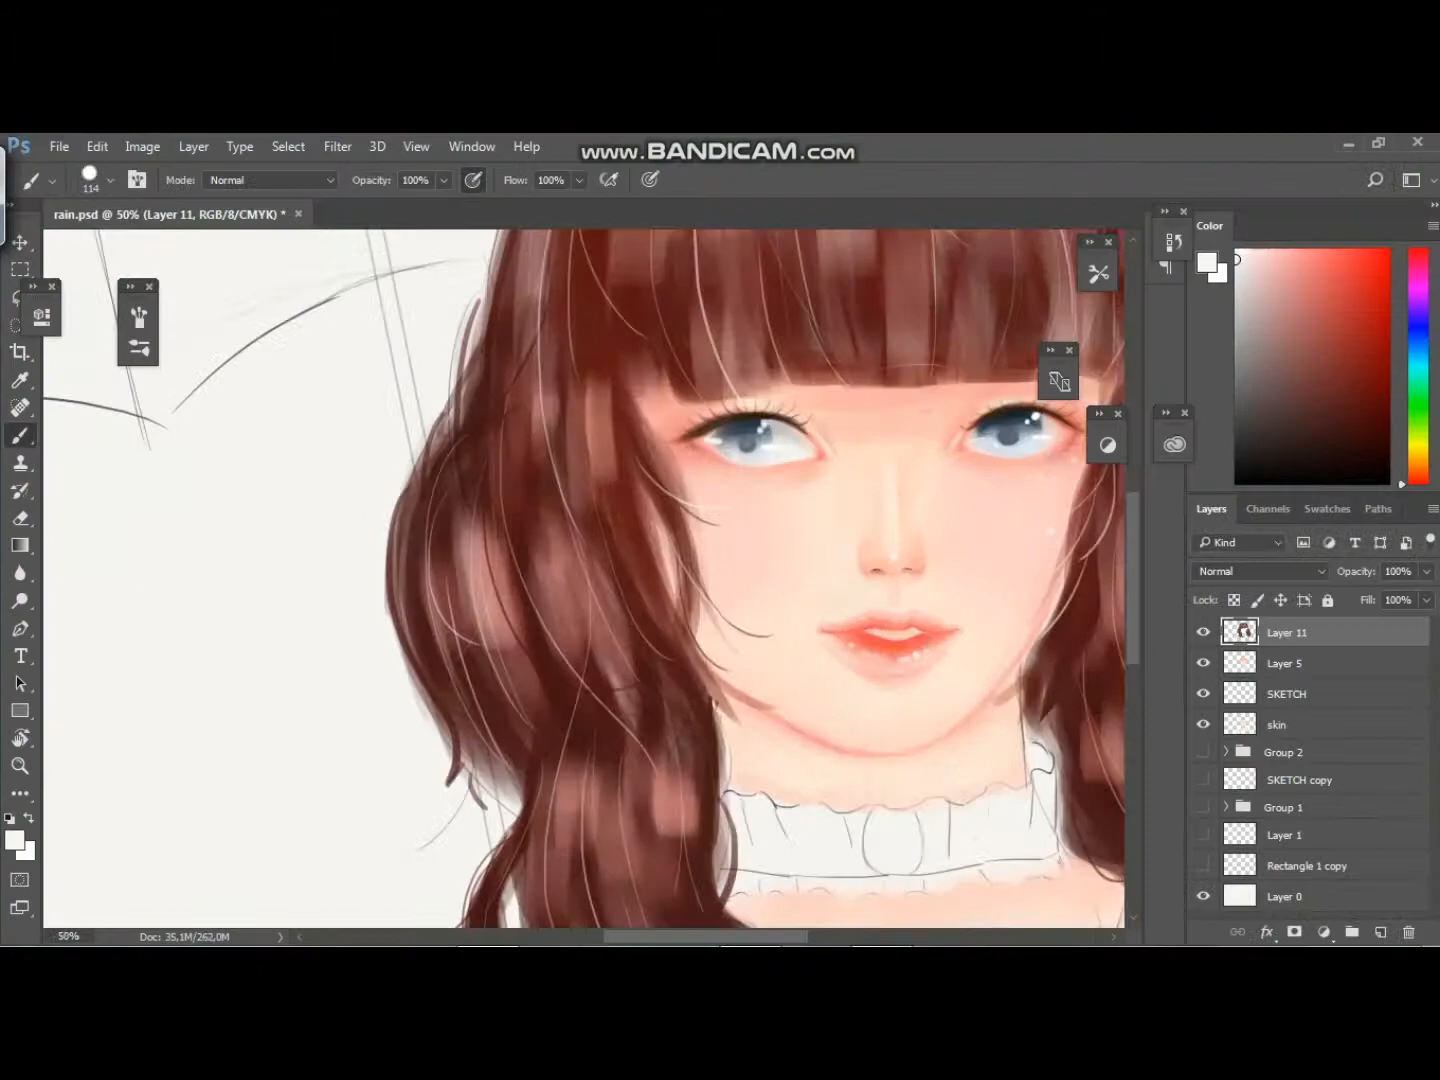 Ps File Edit Image Layer Type Select Filter 3D View Window Help
www.BANDICAM.com
114 Mode: Normal Opacity: 100% Flow: 100%
rain.psd @ 50% (Layer 11, RGB/8/CMYK) * ×
Color
Layers Channels Swatches Paths
Kind
Normal Opacity: 100%
Lock: Fill: 100%
Layer 11
Layer 5
SKETCH
skin
Group 2
SKETCH copy
Group 1
Layer 1
Rectangle 1 copy
Layer 0
50% Doc: 35,1M/262,0M